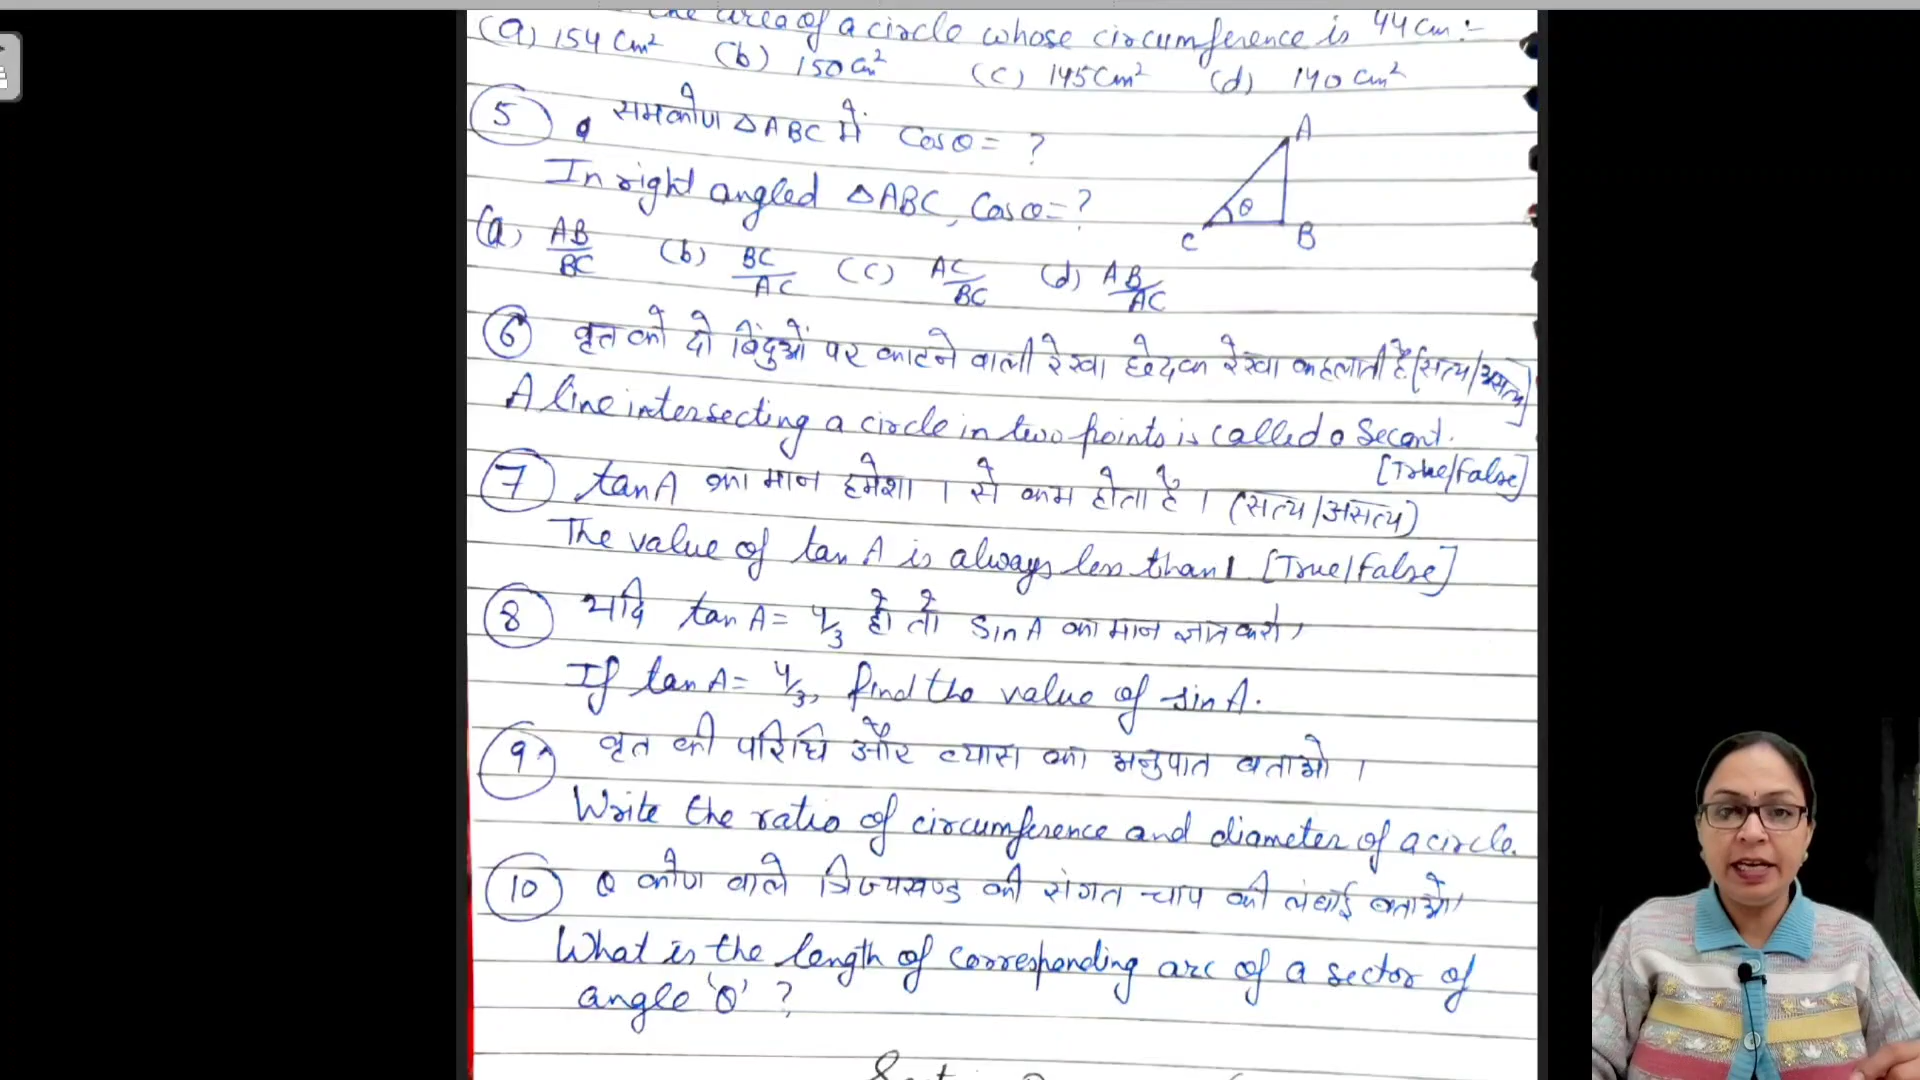 the area of a circle whose circumference is 44 cm :-
(a) 154 cm² (b) 150 cm² (c) 145 cm² (d) 140 cm²
5 समकोण △ABC में Cosθ = ?
In right angled △ABC, Cosθ = ?
A
θ
C B
(a) AB/BC (b) BC/AC (c) AC/BC (d) AB/AC
6 वृत्त को दो बिंदुओं पर काटने वाली रेखा छेदक रेखा कहलाती है [सत्य/असत्य]
A line intersecting a circle in two points is called a Secant.
[True/False]
7 tanA का मान हमेशा 1 से कम होता है । (सत्य/असत्य)
The value of tan A is always less than 1 [True/False]
8 यदि tan A = 4/3 हो तो sin A का मान ज्ञात करो।
If tan A = 4/3, find the value of sin A.
9 वृत की परिधि और व्यास का अनुपात बताओ ।
Write the ratio of circumference and diameter of a circle.
10 θ कोण वाले त्रिज्यखण्ड की संगत चाप की लंबाई बताओ।
What is the length of corresponding arc of a sector of
angle 'θ' ?